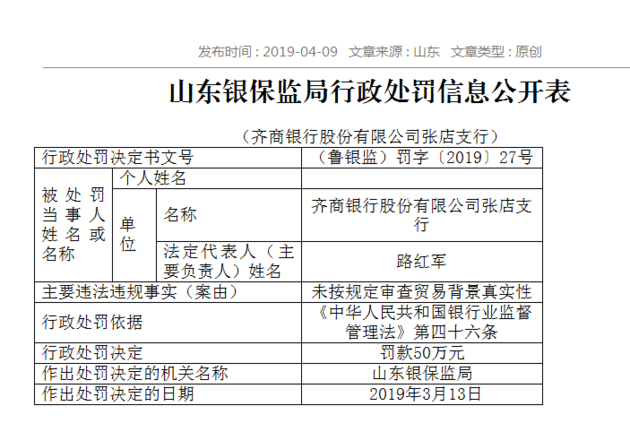 发布时间：2019-04-09 文章来源：山东 文章类型：原创
山东银保监局行政处罚信息公开表
（齐商银行股份有限公司张店支行）
行政处罚决定书文号 （鲁银监）罚字〔2019〕27号
被处罚当事人姓名或名称
个人姓名
单位
名称 齐商银行股份有限公司张店支行
法定代表人（主要负责人）姓名 路红军
主要违法违规事实（案由） 未按规定审查贸易背景真实性
行政处罚依据 《中华人民共和国银行业监督管理法》第四十六条
行政处罚决定 罚款50万元
作出处罚决定的机关名称 山东银保监局
作出处罚决定的日期 2019年3月13日